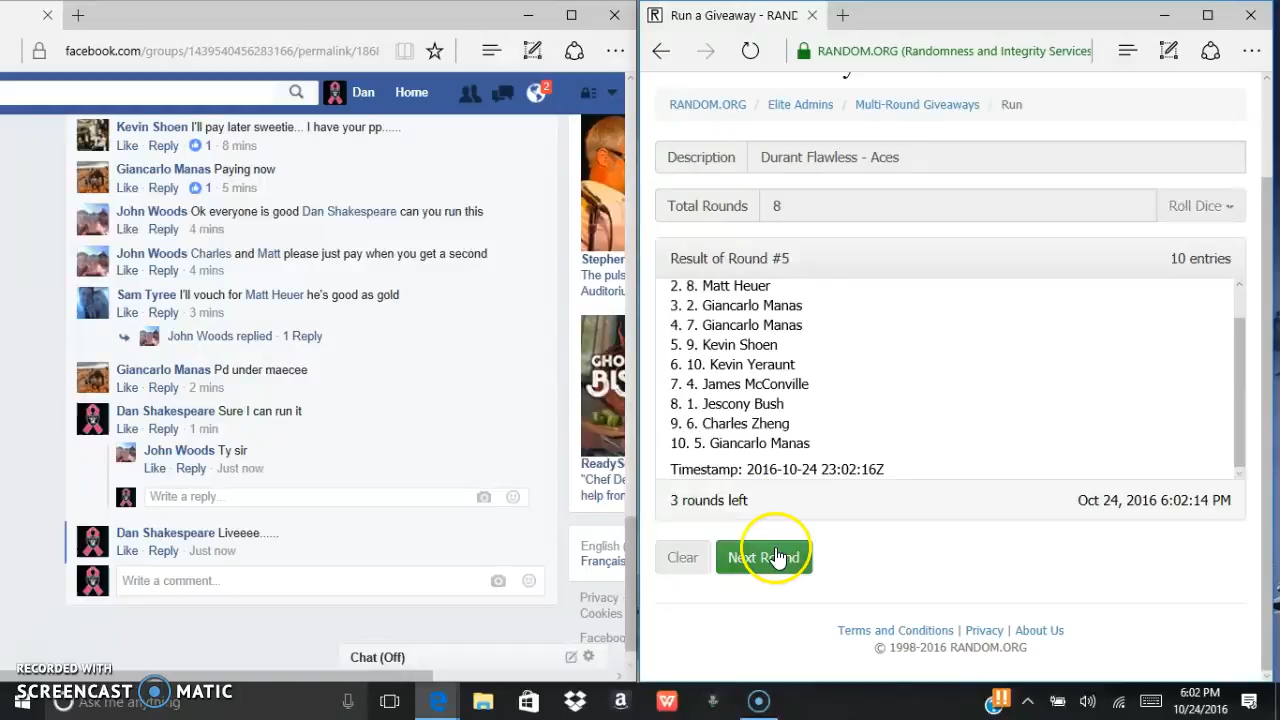 facebook.com/groups/1439540456283166/permalink/186
Dan
Home
2
Kevin Shoen I'll pay later sweetie... I have your pp.....
Like · Reply · 1 · 8 mins
Giancarlo Manas Paying now
Like · Reply · 1 · 5 mins
John Woods Ok everyone is good Dan Shakespeare can you run this
Like · Reply · 4 mins
John Woods Charles and Matt please just pay when you get a second
Like · Reply · 4 mins
Sam Tyree I'll vouch for Matt Heuer he's good as gold
Like · Reply · 3 mins
John Woods replied · 1 Reply
Giancarlo Manas Pd under maecee
Like · Reply · 2 mins
Dan Shakespeare Sure I can run it
Like · Reply · 1 min
John Woods Ty sir
Like · Reply · Just now
Write a reply...
Dan Shakespeare Liveeee......
Like · Reply · Just now
Write a comment...
Stephen
The puls
Auditoriu
GHO
BIS
ReadySe
"Chef De
help from
English (
Français
Privacy ·
Cookies
Facebook
Chat (Off)
R Run a Giveaway - RAND
RANDOM.ORG (Randomness and Integrity Services
RANDOM.ORG / Elite Admins / Multi-Round Giveaways / Run
Description Durant Flawless - Aces
Total Rounds 8 Roll Dice
Result of Round #5 10 entries
2. 8. Matt Heuer
3. 2. Giancarlo Manas
4. 7. Giancarlo Manas
5. 9. Kevin Shoen
6. 10. Kevin Yeraunt
7. 4. James McConville
8. 1. Jescony Bush
9. 6. Charles Zheng
10. 5. Giancarlo Manas
Timestamp: 2016-10-24 23:02:16Z
3 rounds left Oct 24, 2016 6:02:14 PM
Clear Next Round
Terms and Conditions | Privacy | About Us
© 1998-2016 RANDOM.ORG
RECORDED WITH
SCREENCAST MATIC
Ask me anything
6:02 PM
10/24/2016